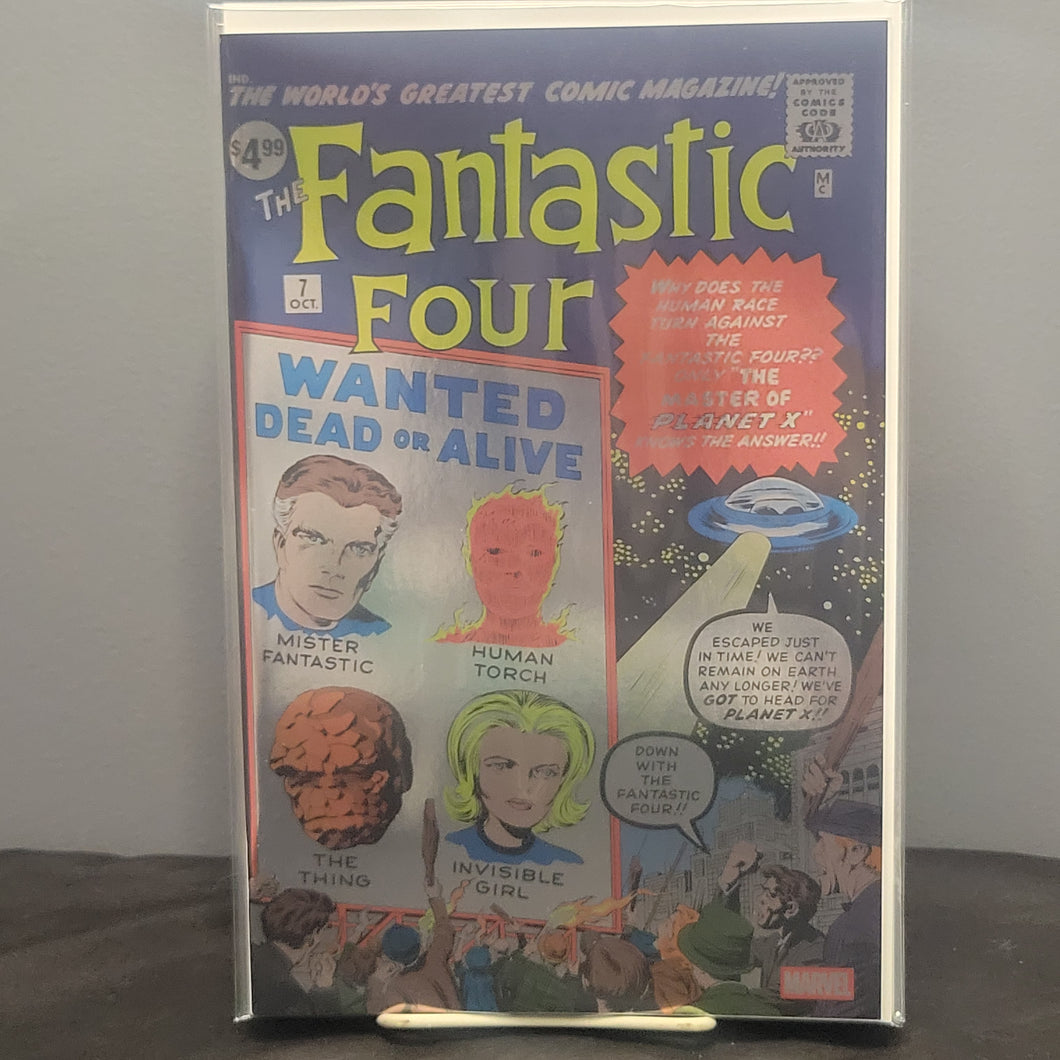 IND.
THE WORLD'S GREATEST COMIC MAGAZINE!
APPROVED
BY THE
COMICS
CODE
CA
AUTHORITY
$4.99
THE
FANTASTIC
FOUR
M
C
7
OCT.
WHY DOES THE
HUMAN RACE
TURN AGAINST
THE
FANTASTIC FOUR??
ONLY "THE
MASTER OF
PLANET X"
KNOWS THE ANSWER!!
WANTED
DEAD OR ALIVE
MISTER
FANTASTIC
HUMAN
TORCH
THE
THING
INVISIBLE
GIRL
WE
ESCAPED JUST
IN TIME! WE CAN'T
REMAIN ON EARTH
ANY LONGER! WE'VE
GOT TO HEAD FOR
PLANET X!!
DOWN
WITH
THE
FANTASTIC
FOUR!!
MARVEL